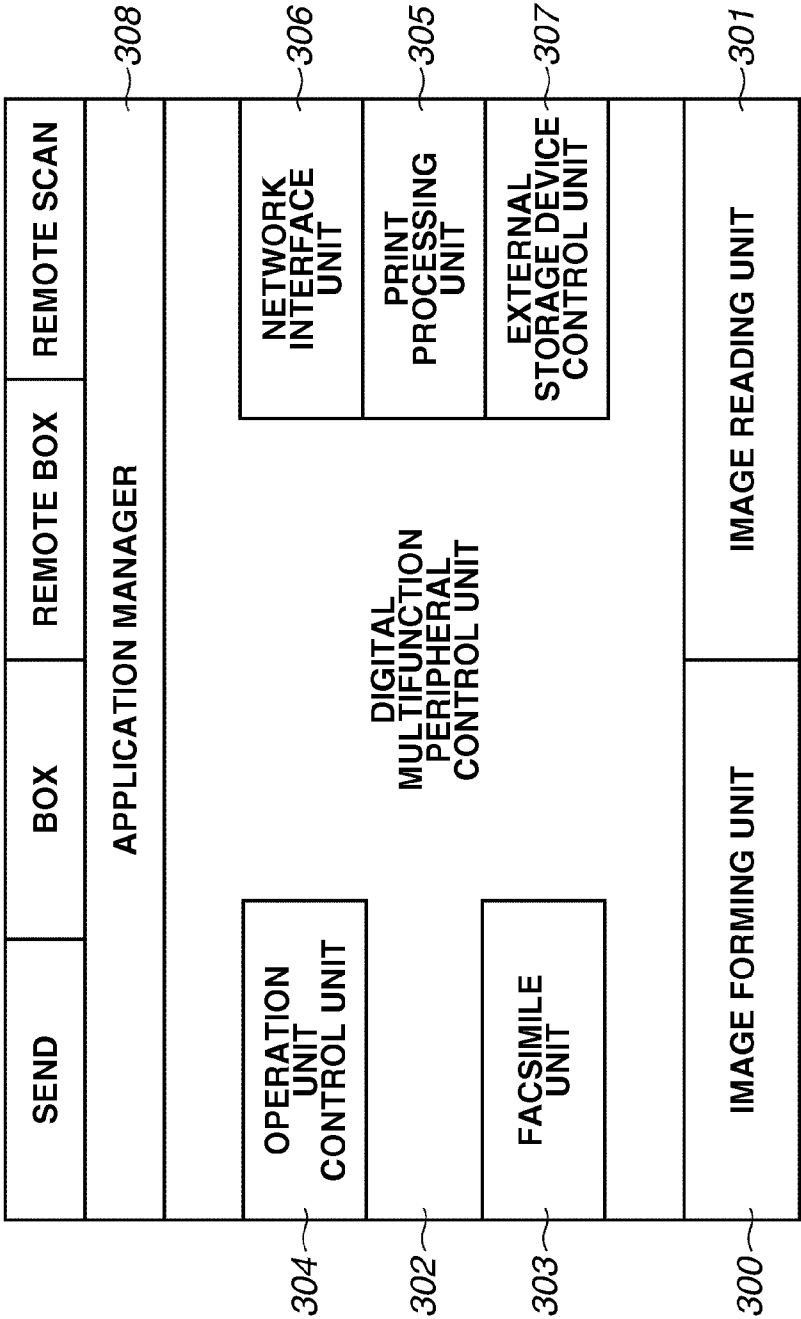 SEND
BOX
REMOTE BOX
REMOTE SCAN
APPLICATION MANAGER
308
304
OPERATION
UNIT
CONTROL UNIT
NETWORK
INTERFACE
UNIT
306
302
DIGITAL
MULTIFUNCTION
PERIPHERAL
CONTROL UNIT
PRINT
PROCESSING
UNIT
305
303
FACSIMILE
UNIT
EXTERNAL
STORAGE DEVICE
CONTROL UNIT
307
300
IMAGE FORMING UNIT
IMAGE READING UNIT
301